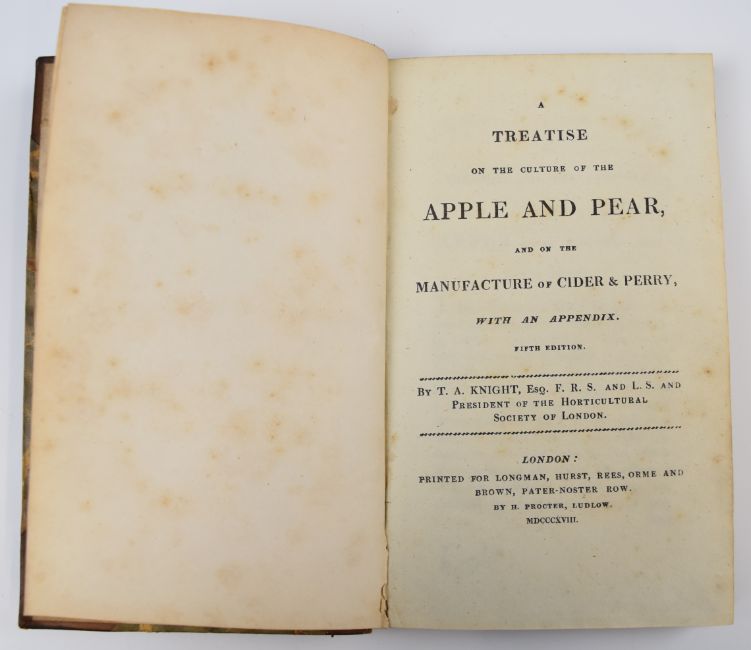 A
TREATISE
ON THE CULTURE OF THE
APPLE AND PEAR,
AND ON THE
MANUFACTURE OF CIDER & PERRY,
WITH AN APPENDIX.
FIFTH EDITION.
BY T. A. KNIGHT, ESQ. F. R. S. AND L. S. AND
PRESIDENT OF THE HORTICULTURAL
SOCIETY OF LONDON.
LONDON:
PRINTED FOR LONGMAN, HURST, REES, ORME AND
BROWN, PATER-NOSTER ROW.
BY H. PROCTER, LUDLOW.
MDCCCXVIII.